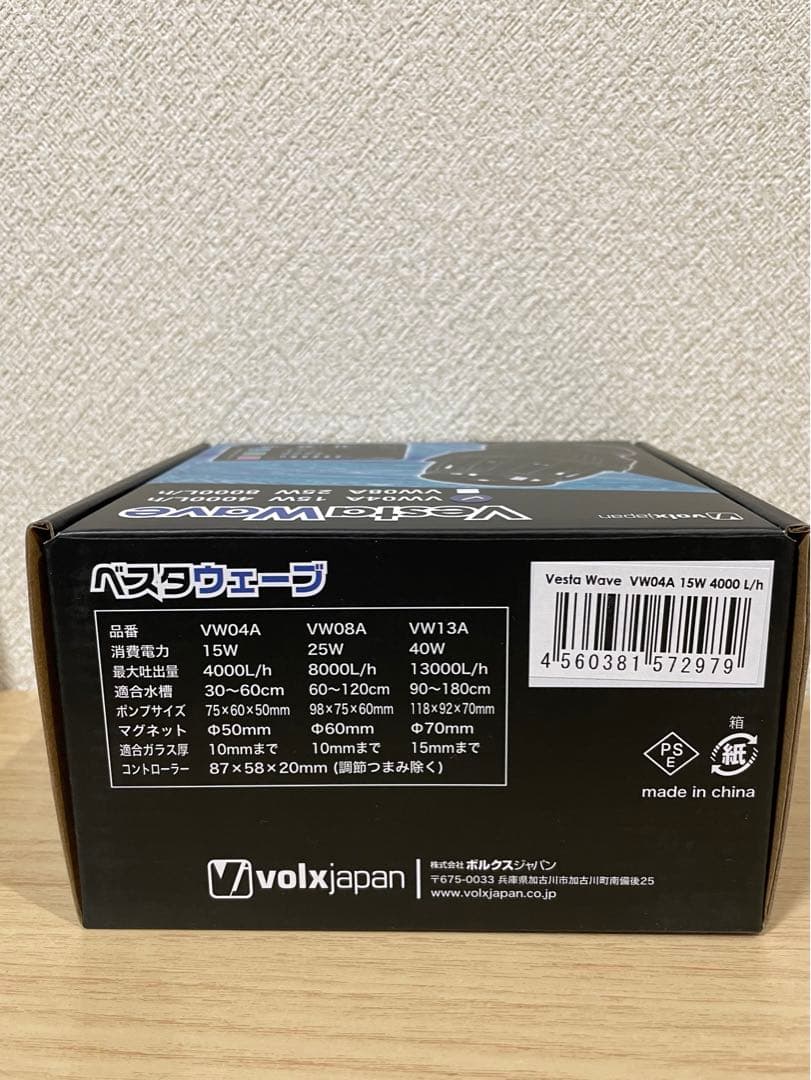 volxjapan
VestaWave
VW04A 15W 4000L/h
VW08A 25W 8000L/h
ベスタウェーブ
品番 VW04A VW08A VW13A
消費電力 15W 25W 40W
最大吐出量 4000L/h 8000L/h 13000L/h
適合水槽 30〜60cm 60〜120cm 90〜180cm
ポンプサイズ 75×60×50mm 98×75×60mm 118×92×70mm
マグネット Φ50mm Φ60mm Φ70mm
適合ガラス厚 10mmまで 10mmまで 15mmまで
コントローラー 87×58×20mm (調節つまみ除く)
Vesta Wave VW04A 15W 4000 L/h
4 560381 572979
箱
PS
E
紙
made in china
volxjapan
株式会社 ボルクスジャパン
〒675-0033 兵庫県加古川市加古川町南備後25
www.volxjapan.co.jp